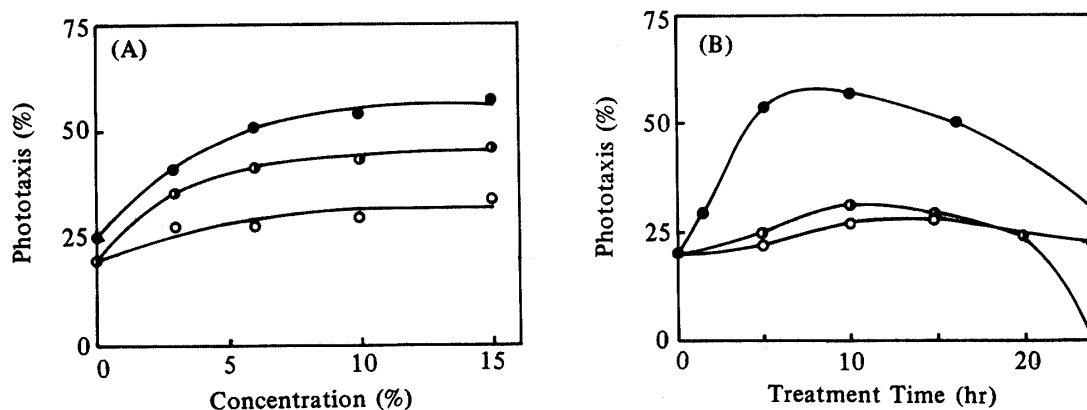 75
(A)
50
25
0
Phototaxis (%)
0 5 10 15
Concentration (%)
75
(B)
50
25
0
Phototaxis (%)
0 10 20
Treatment Time (hr)